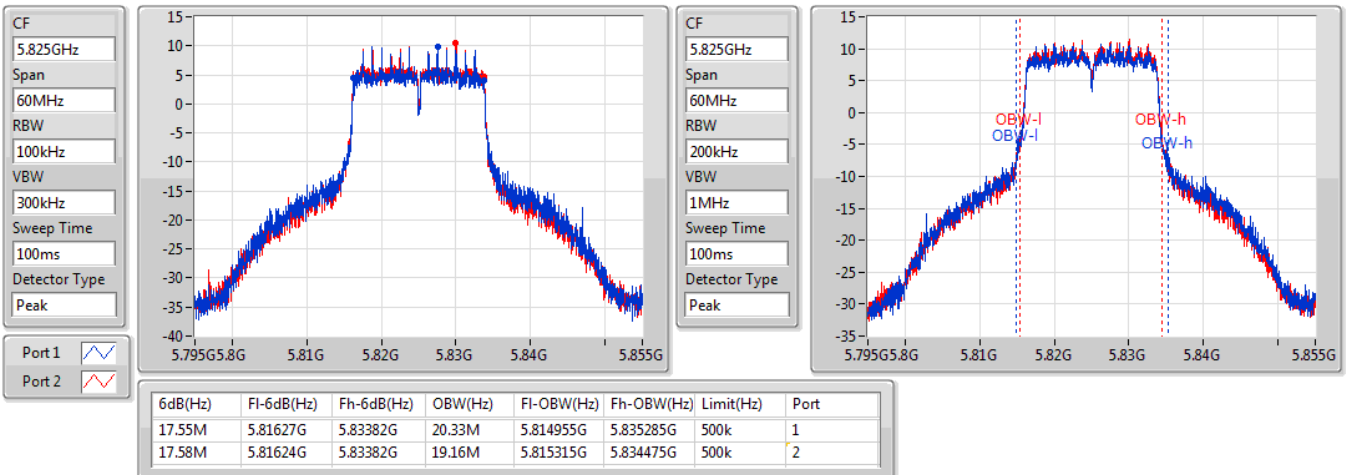 CF
5.825GHz
Span
60MHz
RBW
100kHz
VBW
300kHz
Sweep Time
100ms
Detector Type
Peak
Port 1
Port 2
15
10
5
0
-5
-10
-15
-20
-25
-30
-35
-40
5.795G 5.8G 5.81G 5.82G 5.83G 5.84G 5.855G
CF
5.825GHz
Span
60MHz
RBW
200kHz
VBW
1MHz
Sweep Time
100ms
Detector Type
Peak
15
10
5
0
-5
-10
-15
-20
-25
-30
-35
OBW-l OBW-h
OBW-l OBW-h
5.795G 5.8G 5.81G 5.82G 5.83G 5.84G 5.855G
6dB(Hz) Fl-6dB(Hz) Fh-6dB(Hz) OBW(Hz) Fl-OBW(Hz) Fh-OBW(Hz) Limit(Hz) Port
17.55M 5.81627G 5.83382G 20.33M 5.814955G 5.835285G 500k 1
17.58M 5.81624G 5.83382G 19.16M 5.815315G 5.834475G 500k 2